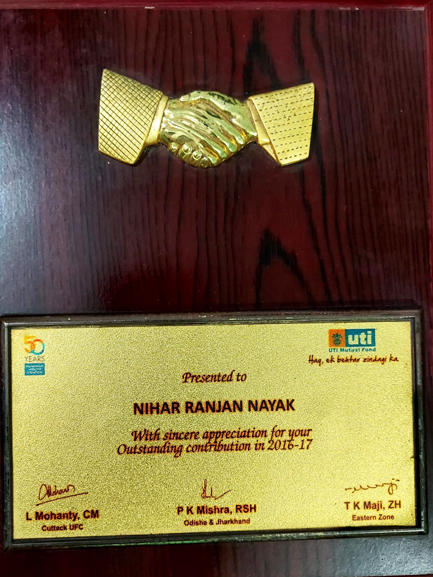 50
YEARS
uti
UTI Mutual Fund
Haq, ek behtar zindagi ka
Presented to
NIHAR RANJAN NAYAK
With sincere appreciation for your
Outstanding contribution in 2016-17
L Mohanty, CM
Cuttack UFC
P K Mishra, RSH
Odisha & Jharkhand
T K Maji, ZH
Eastern Zone